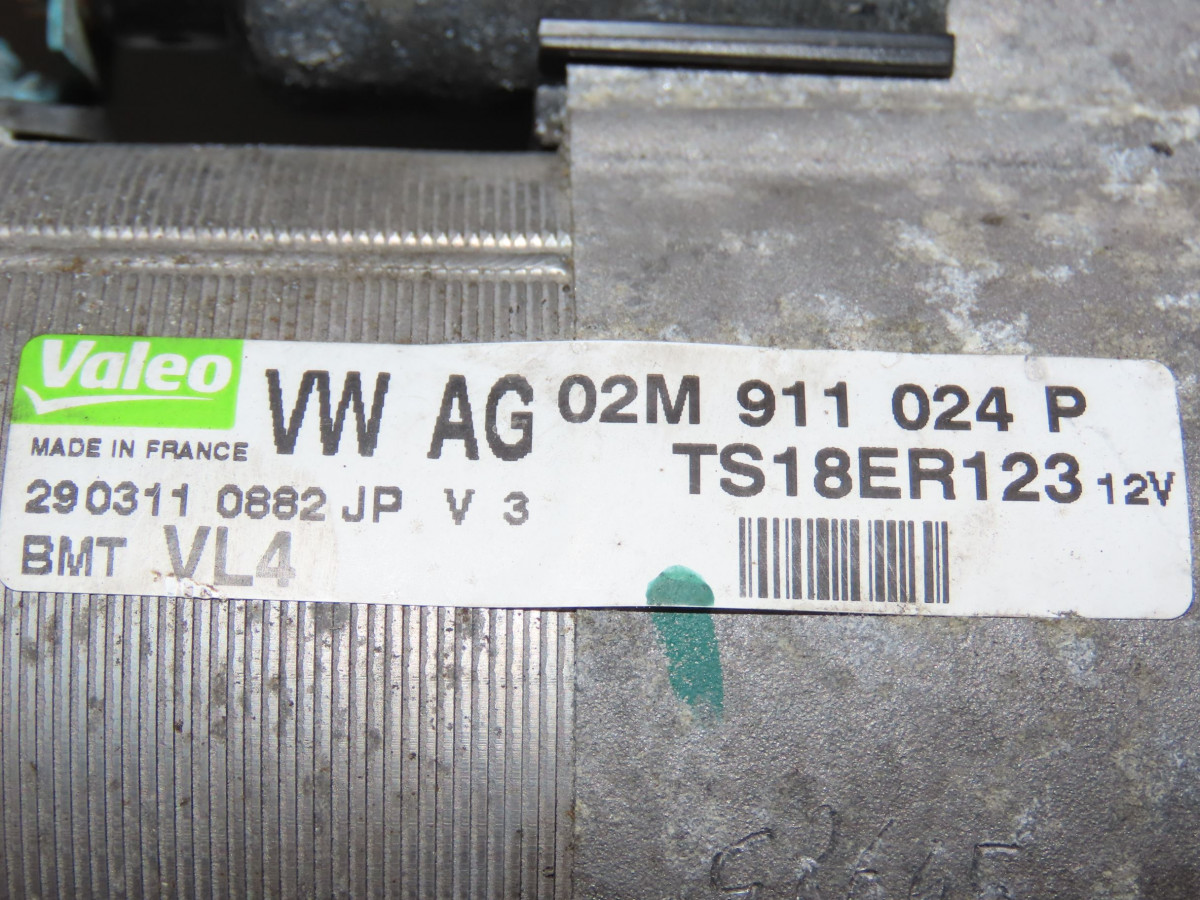 Valeo
VW AG 02M 911 024 P
MADE IN FRANCE
TS18ER123 12V
290311 0882 JP V 3
BMT VL4